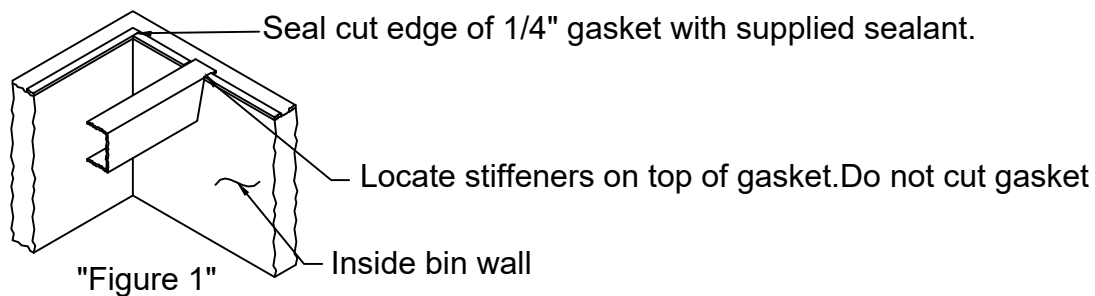 Seal cut edge of 1/4" gasket with supplied sealant.
Locate stiffeners on top of gasket.Do not cut gasket
Inside bin wall
"Figure 1"